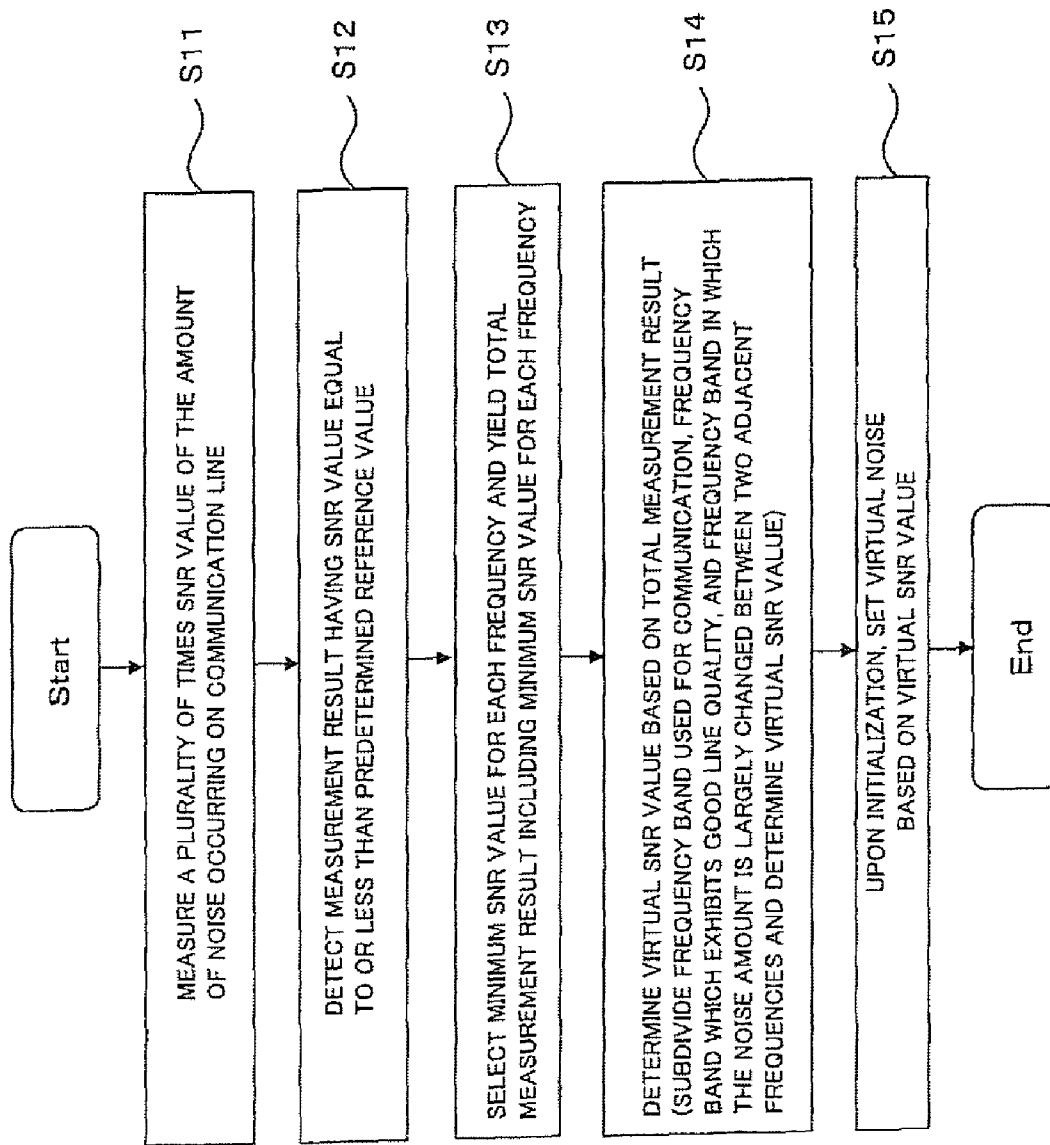 Start
MEASURE A PLURALITY OF TIMES SNR VALUE OF THE AMOUNT
OF NOISE OCCURRING ON COMMUNICATION LINE
S11
DETECT MEASUREMENT RESULT HAVING SNR VALUE EQUAL
TO OR LESS THAN PREDETERMINED REFERENCE VALUE
S12
SELECT MINIMUM SNR VALUE FOR EACH FREQUENCY AND YIELD TOTAL
MEASUREMENT RESULT INCLUDING MINIMUM SNR VALUE FOR EACH FREQUENCY
S13
DETERMINE VIRTUAL SNR VALUE BASED ON TOTAL MEASUREMENT RESULT
(SUBDIVIDE FREQUENCY BAND USED FOR COMMUNICATION, FREQUENCY
BAND WHICH EXHIBITS GOOD LINE QUALITY, AND FREQUENCY BAND IN WHICH
THE NOISE AMOUNT IS LARGELY CHANGED BETWEEN TWO ADJACENT
FREQUENCIES AND DETERMINE VIRTUAL SNR VALUE)
S14
UPON INITIALIZATION, SET VIRTUAL NOISE
BASED ON VIRTUAL SNR VALUE
S15
End